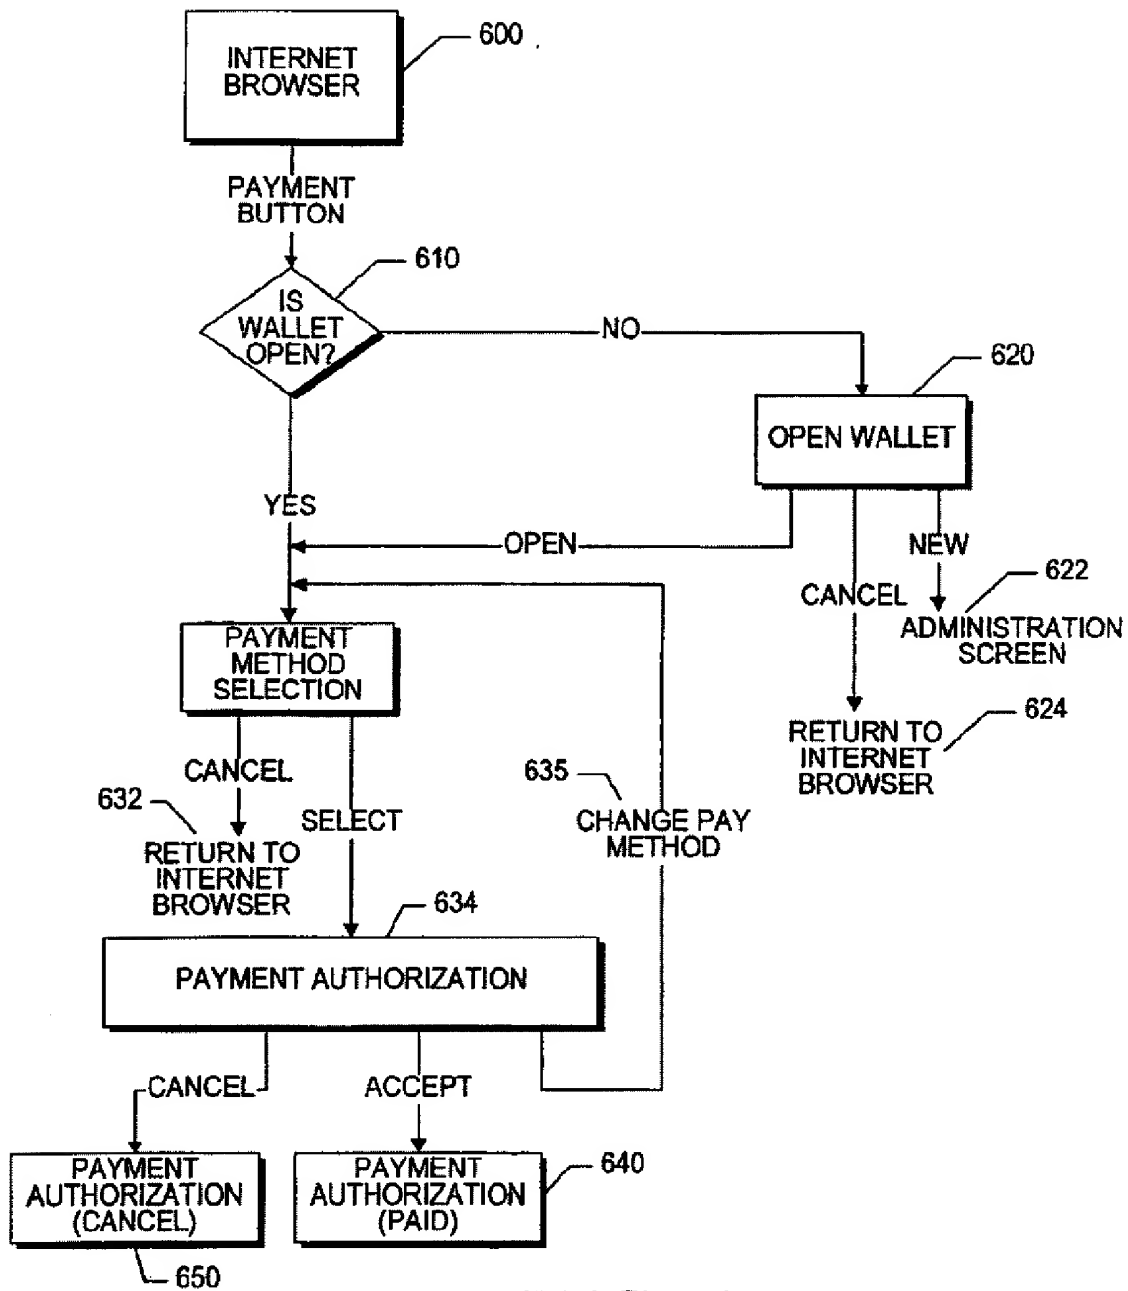 600
INTERNET
BROWSER
PAYMENT
BUTTON
610
IS
WALLET
OPEN?
NO
620
OPEN WALLET
YES
OPEN
NEW
CANCEL
622
ADMINISTRATION
SCREEN
PAYMENT
METHOD
SELECTION
624
RETURN TO
INTERNET
BROWSER
CANCEL
632
SELECT
635
CHANGE PAY
METHOD
RETURN TO
INTERNET
BROWSER
634
PAYMENT AUTHORIZATION
CANCEL
ACCEPT
PAYMENT
AUTHORIZATION
(CANCEL)
650
PAYMENT
AUTHORIZATION
(PAID)
640